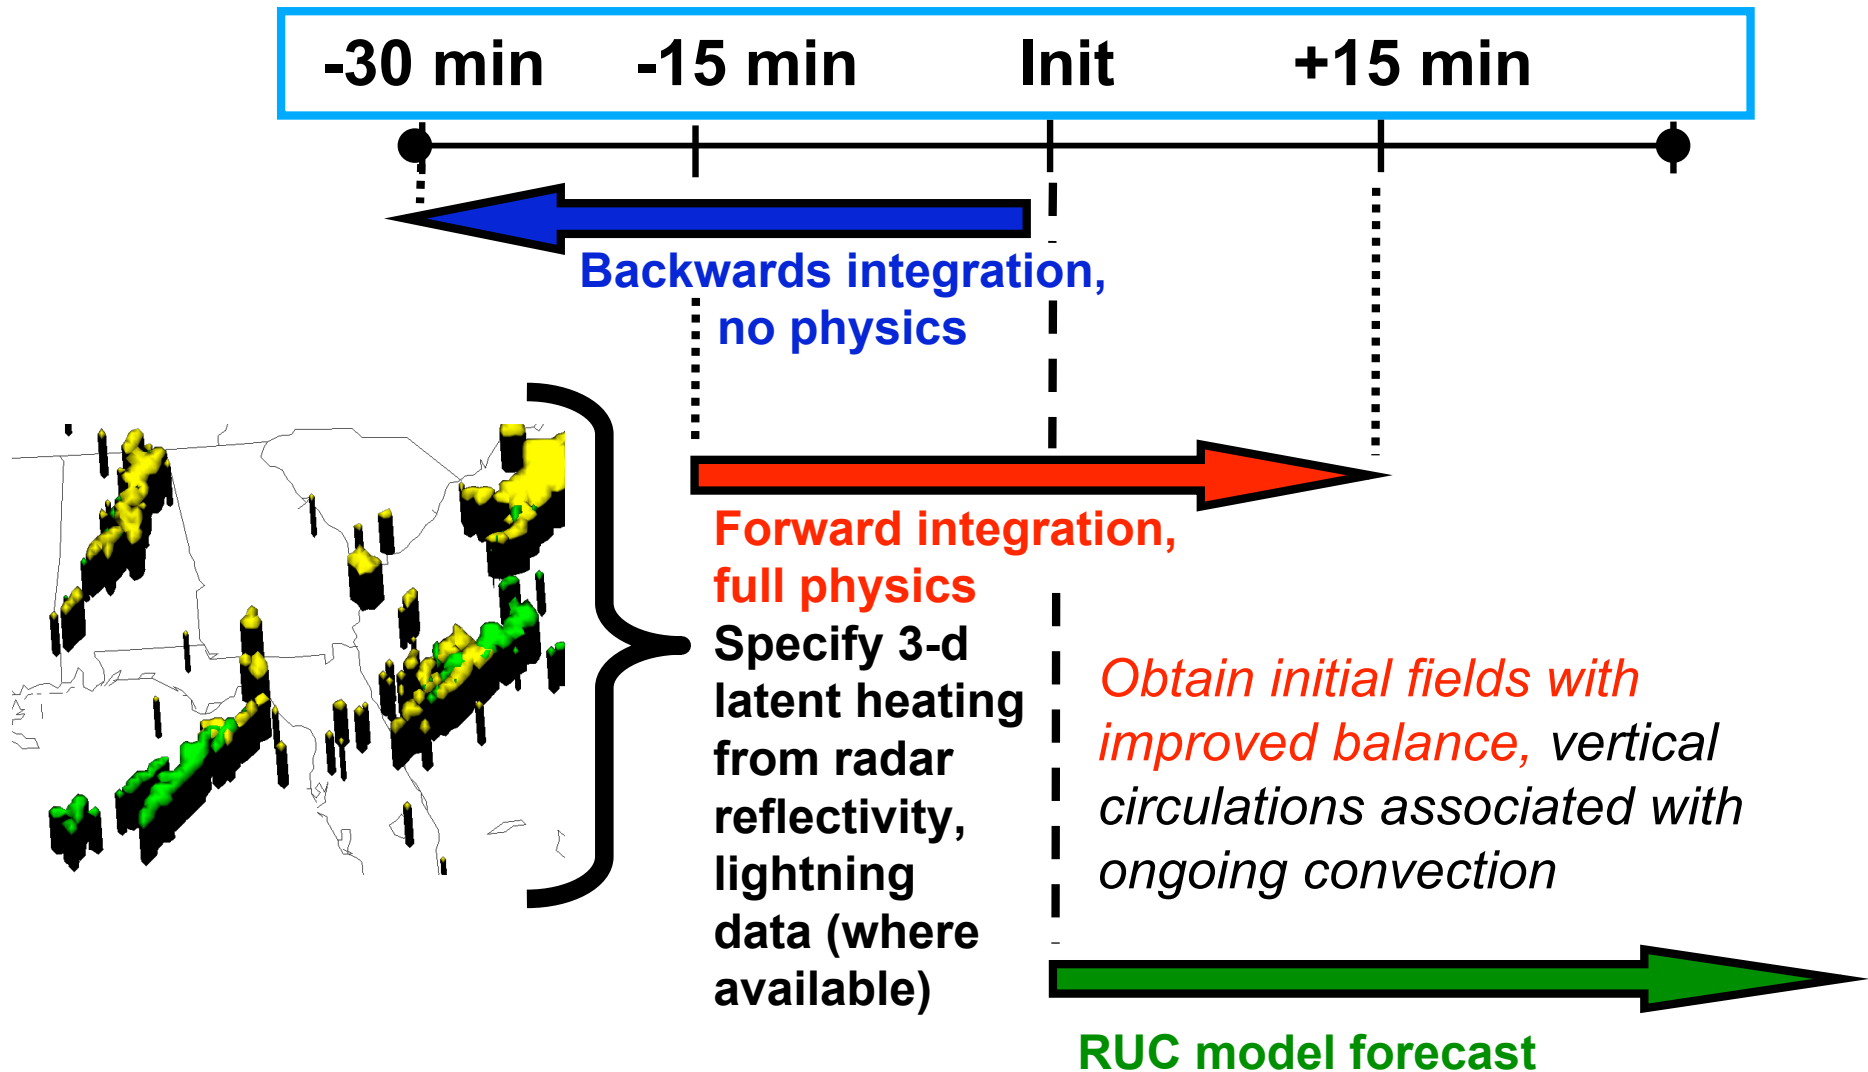 -30 min -15 min Init +15 min
Backwards integration,
no physics
Forward integration,
full physics
Specify 3-d
latent heating
from radar
reflectivity,
lightning
data (where
available)
Obtain initial fields with
improved balance, vertical
circulations associated with
ongoing convection
RUC model forecast